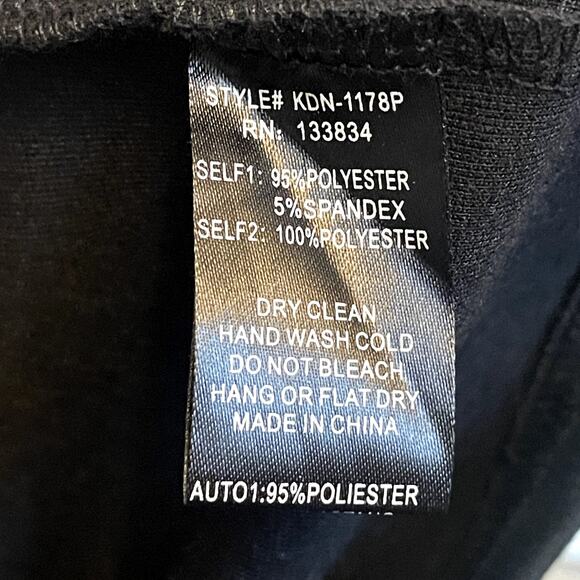 STYLE# KDN-1178P
RN: 133834
SELF1: 95%POLYESTER
5%SPANDEX
SELF2: 100%POLYESTER
DRY CLEAN
HAND WASH COLD
DO NOT BLEACH
HANG OR FLAT DRY
MADE IN CHINA
AUTO1:95%POLIESTER